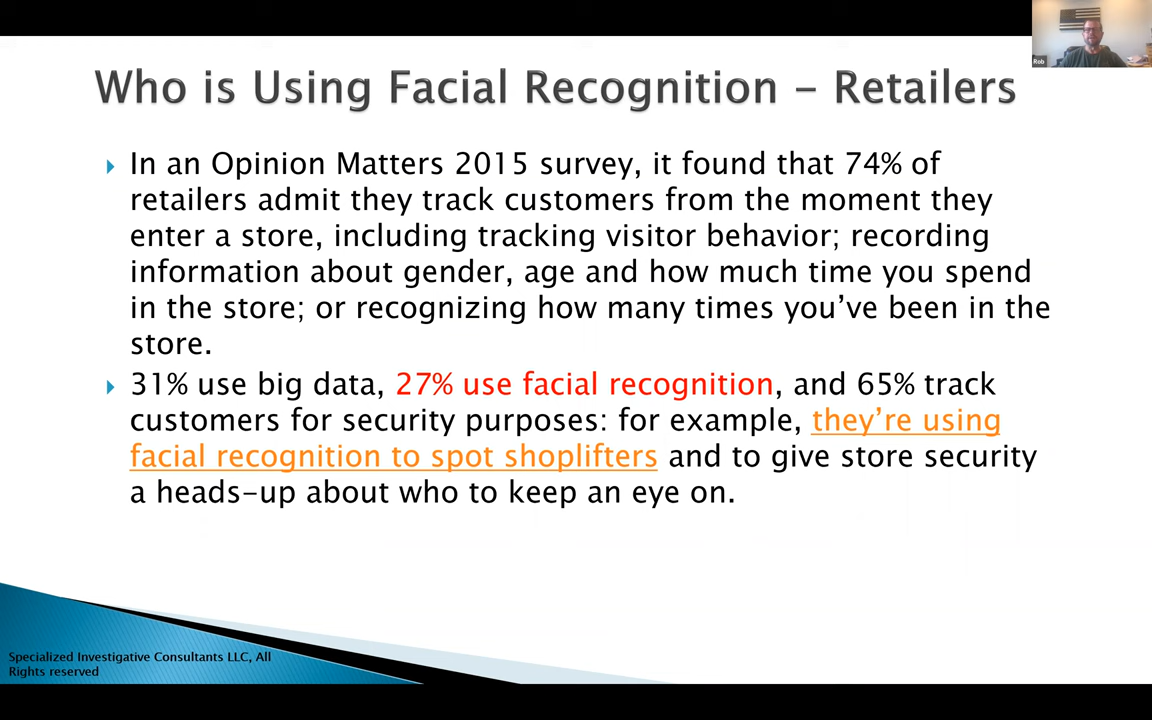 Rob
Who is Using Facial Recognition - Retailers
In an Opinion Matters 2015 survey, it found that 74% of
retailers admit they track customers from the moment they
enter a store, including tracking visitor behavior; recording
information about gender, age and how much time you spend
in the store; or recognizing how many times you’ve been in the
store.
31% use big data, 27% use facial recognition, and 65% track
customers for security purposes: for example, they’re using
facial recognition to spot shoplifters and to give store security
a heads-up about who to keep an eye on.
Specialized Investigative Consultants LLC, All
Rights reserved